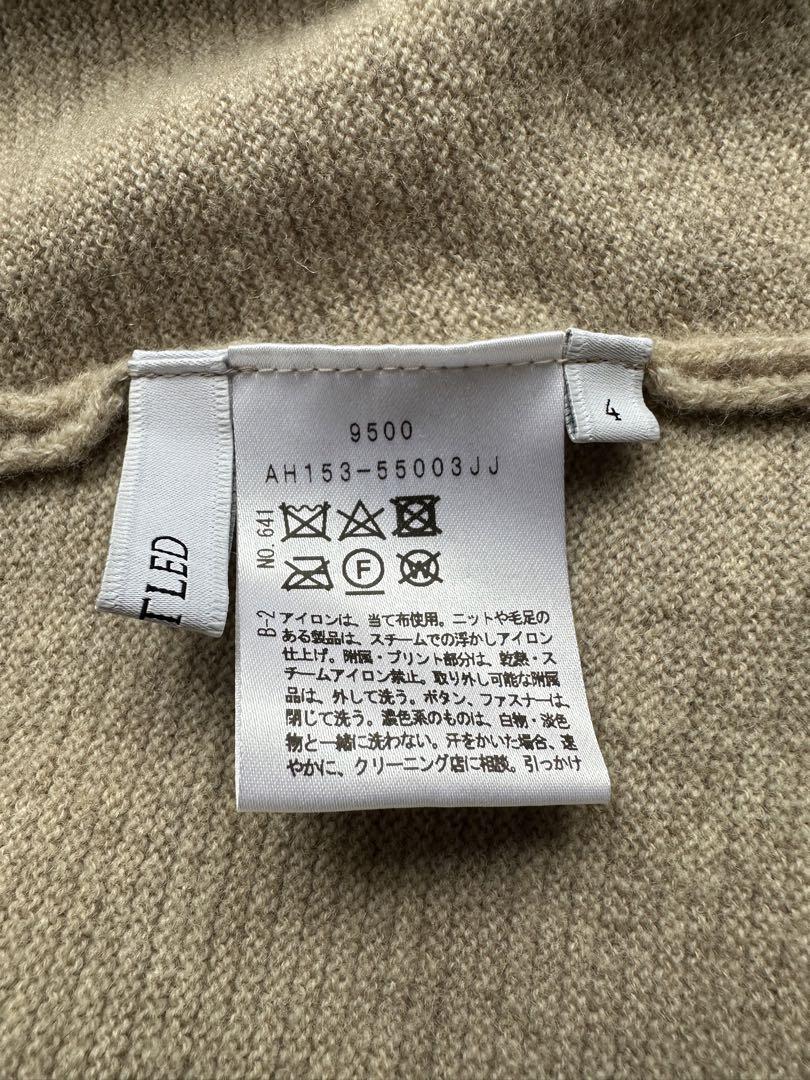 9500
AH153-55003JJ
4
TLED
NO.641
F
W
B-2
アイロンは、当て布使用。ニットや毛足の
ある製品は、スチームでの浮かしアイロン
仕上げ。附属・プリント部分は、乾熱・ス
チームアイロン禁止。取り外し可能な附属
品は、外して洗う。ボタン、ファスナーは、
閉じて洗う。濃色系のものは、白物・淡色
物と一緒に洗わない。汗をかいた場合、速
やかに、クリーニング店に相談。引っかけ